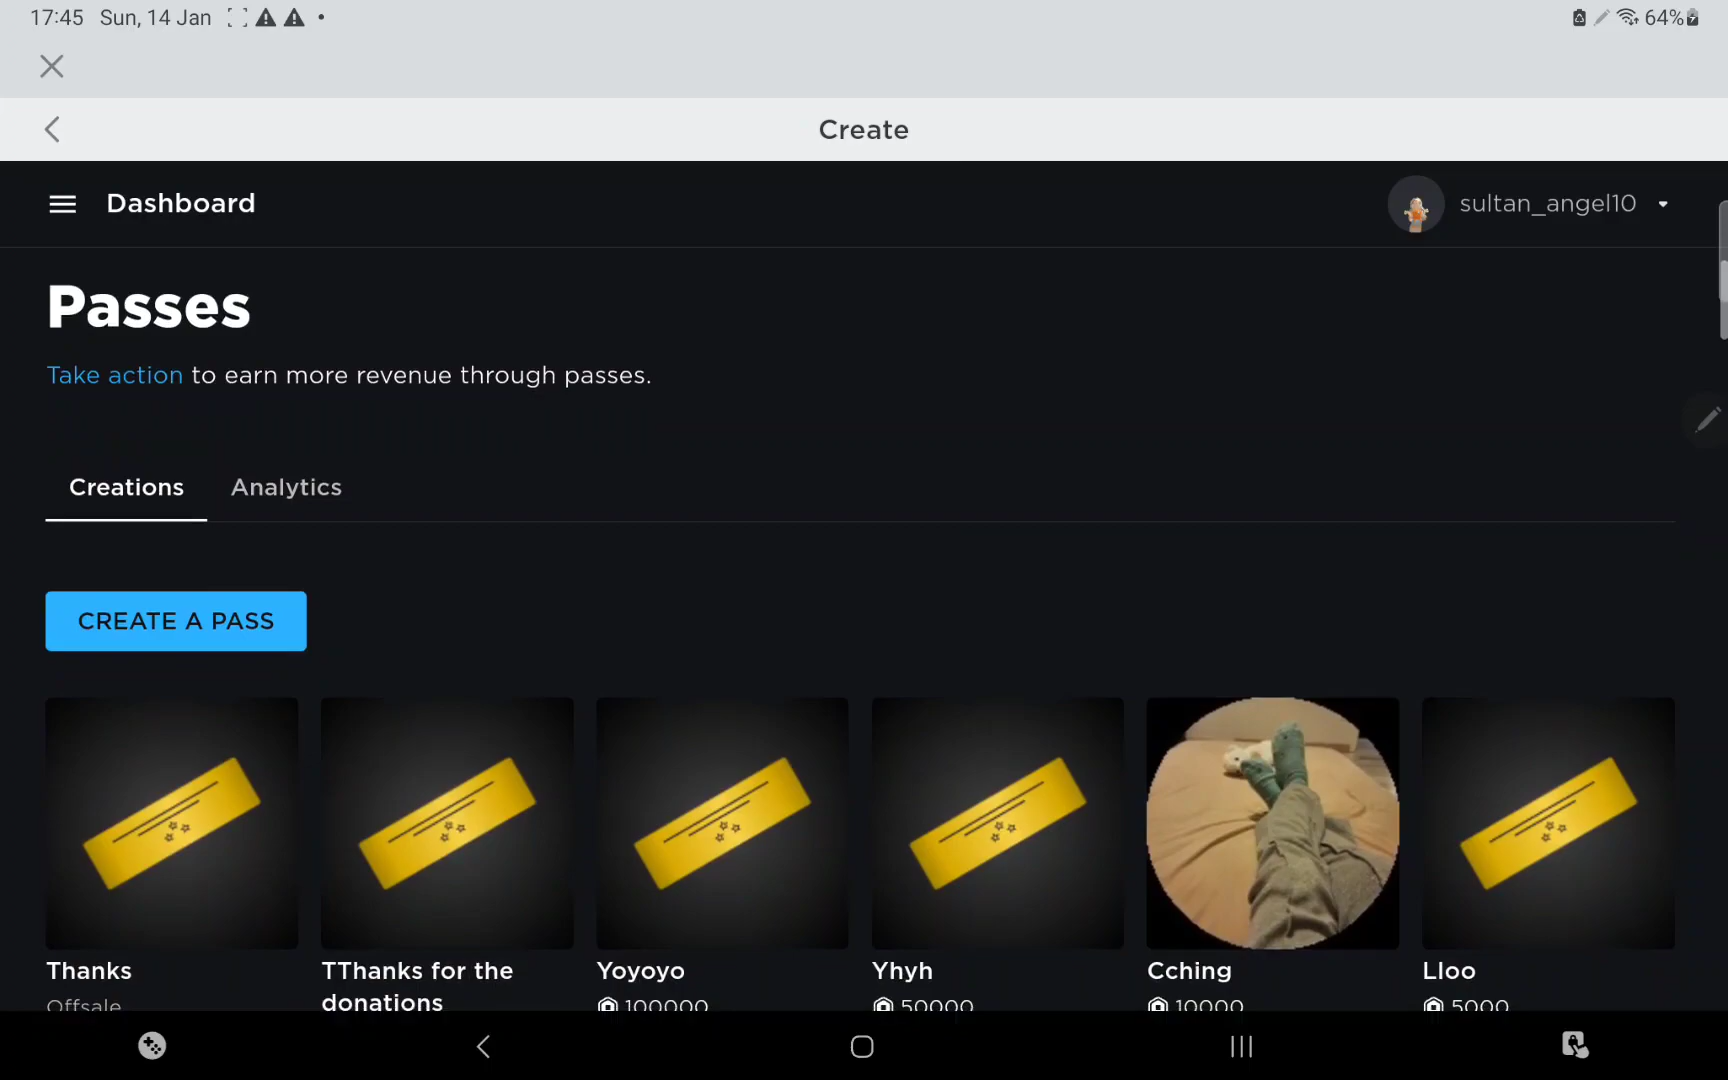 17:45 Sun, 14 Jan
64%
Create
Dashboard
sultan_angel10
Passes
Take action to earn more revenue through passes.
Creations Analytics
CREATE A PASS
Thanks
Offsale
TThanks for the
donations
Yoyoyo
100000
Yhyh
50000
Cching
10000
Lloo
5000